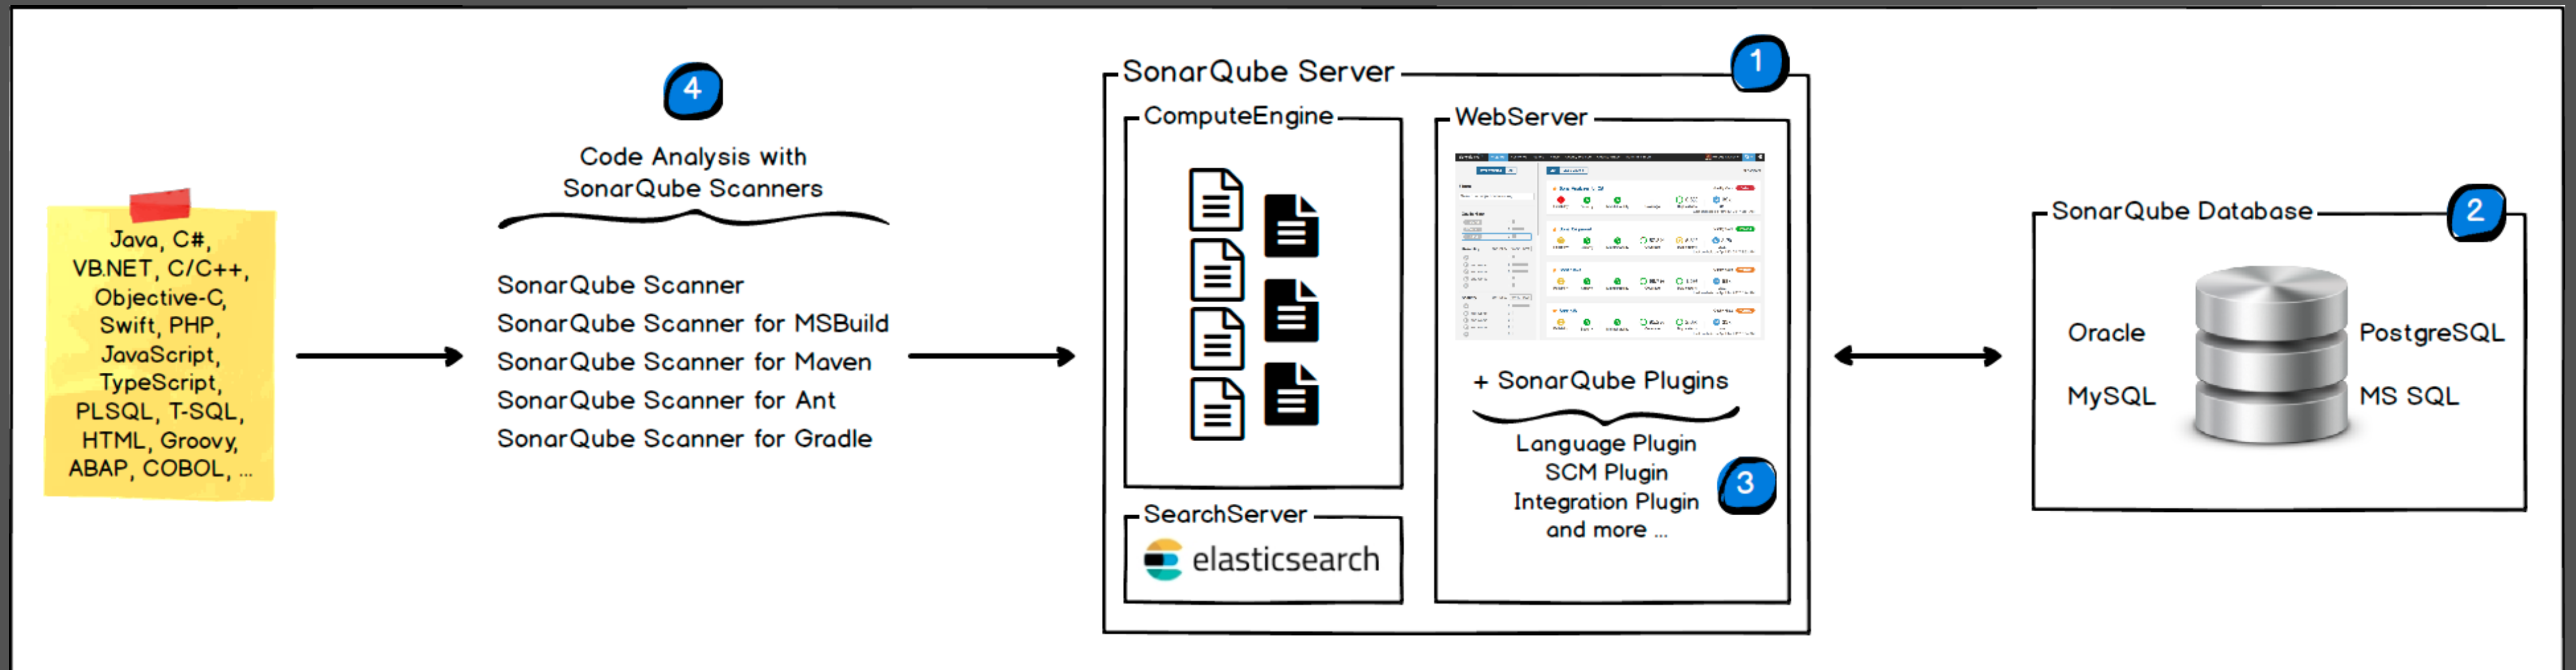 Java, C#,
VB.NET, C/C++,
Objective-C,
Swift, PHP,
JavaScript,
TypeScript,
PLSQL, T-SQL,
HTML, Groovy,
ABAP, COBOL, ...
4
Code Analysis with
SonarQube Scanners
SonarQube Scanner
SonarQube Scanner for MSBuild
SonarQube Scanner for Maven
SonarQube Scanner for Ant
SonarQube Scanner for Gradle
1
SonarQube Server
ComputeEngine
SearchServer
elasticsearch
WebServer
+ SonarQube Plugins
Language Plugin
SCM Plugin
Integration Plugin
and more ...
3
2
SonarQube Database
Oracle
MySQL
PostgreSQL
MS SQL